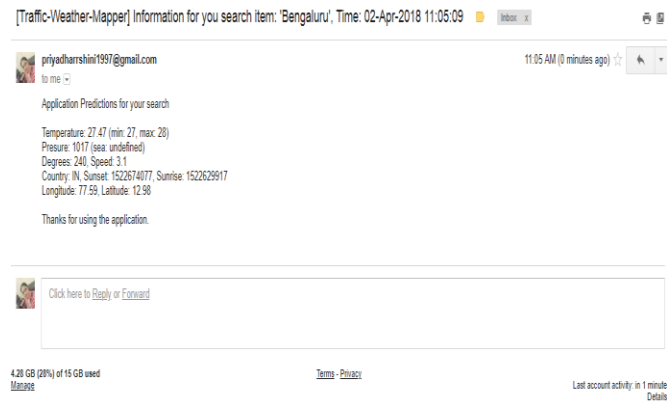 [Traffic-Weather-Mapper] Information for you search item: 'Bengaluru', Time: 02-Apr-2018 11:05:09 Inbox x
priyadharrshini1997@gmail.com 11:05 AM (0 minutes ago)
to me
Application Predictions for your search
Temperature: 27.47 (min: 27, max: 28)
Presure: 1017 (sea: undefined)
Degrees: 240, Speed: 3.1
Country: IN, Sunset: 1522674077, Sunrise: 1522629917
Longitude: 77.59, Latitude: 12.98
Thanks for using the application.
Click here to Reply or Forward
4.28 GB (28%) of 15 GB used
Manage
Terms - Privacy
Last account activity: in 1 minute
Details